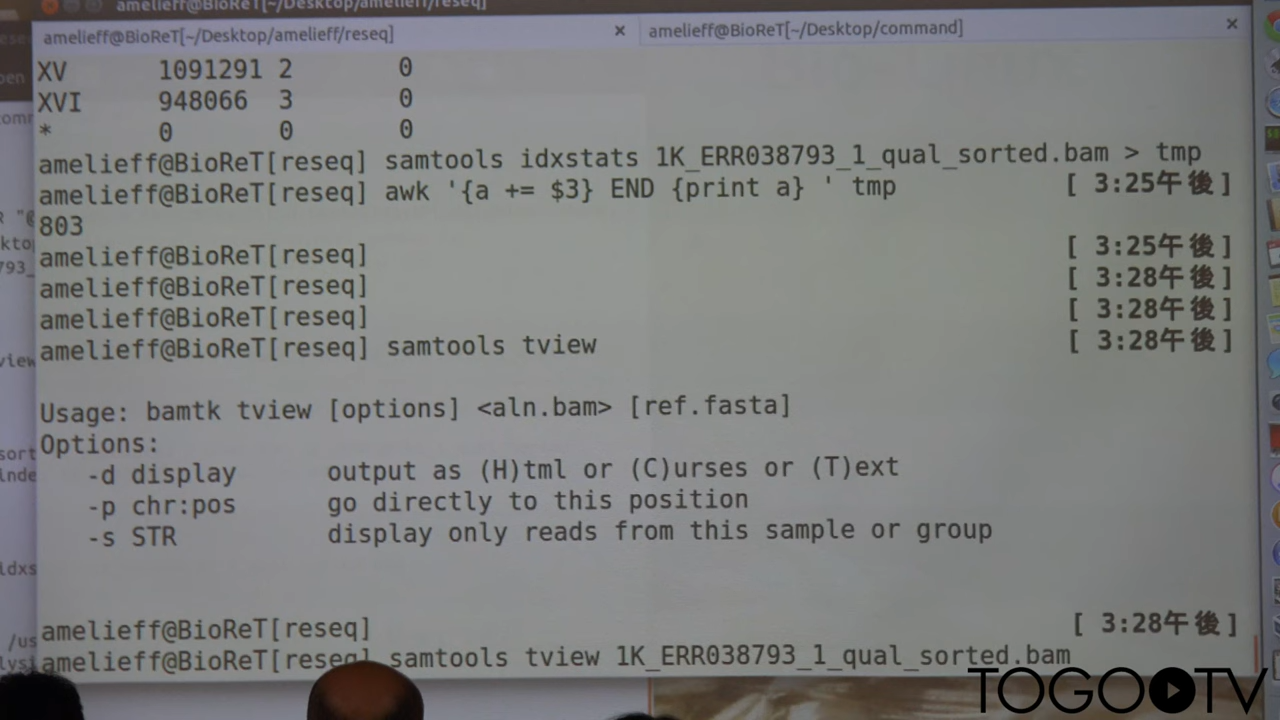 amelieff@BioReT[~/Desktop/amelieff/reseq]
amelieff@BioReT[~/Desktop/amelieff/reseq] × amelieff@BioReT[~/Desktop/command] ×
XV 1091291 2 0
XVI 948066 3 0
* 0 0 0
amelieff@BioReT[reseq] samtools idxstats 1K_ERR038793_1_qual_sorted.bam > tmp
amelieff@BioReT[reseq] awk '{a += $3} END {print a} ' tmp [ 3:25午後]
803
amelieff@BioReT[reseq] [ 3:25午後]
amelieff@BioReT[reseq] [ 3:28午後]
amelieff@BioReT[reseq] [ 3:28午後]
amelieff@BioReT[reseq] samtools tview [ 3:28午後]
Usage: bamtk tview [options] <aln.bam> [ref.fasta]
Options:
-d display output as (H)tml or (C)urses or (T)ext
-p chr:pos go directly to this position
-s STR display only reads from this sample or group
amelieff@BioReT[reseq] [ 3:28午後]
amelieff@BioReT[reseq] samtools tview 1K_ERR038793_1_qual_sorted.bam
TOGOTV